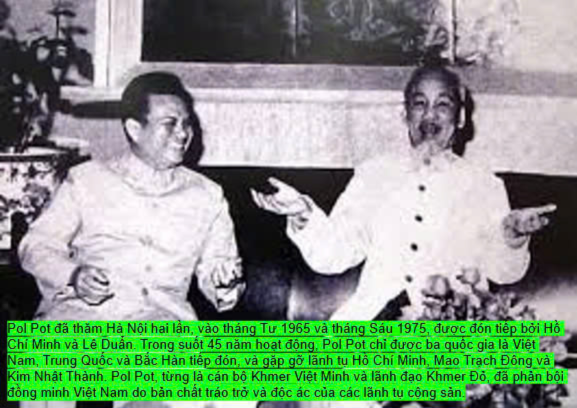 Pol Pot đã thăm Hà Nội hai lần, vào tháng Tư 1965 và tháng Sáu 1975, được đón tiếp bởi Hồ
Chí Minh và Lê Duẩn. Trong suốt 45 năm hoạt động, Pol Pot chỉ được ba quốc gia là Việt
Nam, Trung Quốc và Bắc Hàn tiếp đón, và gặp gỡ lãnh tụ Hồ Chí Minh, Mao Trạch Đông và
Kim Nhật Thành. Pol Pot, từng là cán bộ Khmer Việt Minh và lãnh đạo Khmer Đỏ, đã phản bội
đồng minh Việt Nam do bản chất tráo trở và độc ác của các lãnh tụ cộng sản.